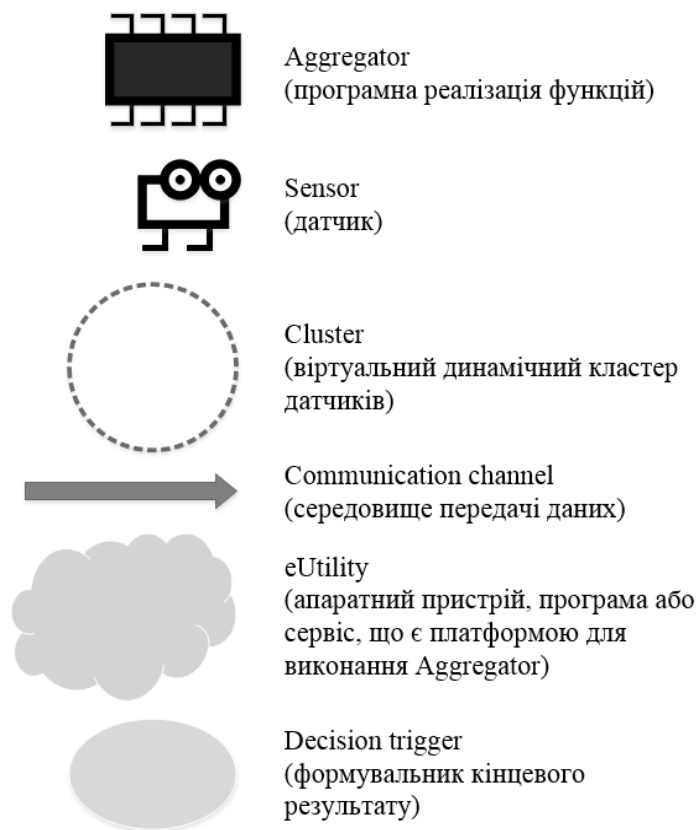 Aggregator
(програмна реалізація функцій)
Sensor
(датчик)
Cluster
(віртуальний динамічний кластер
датчиків)
Communication channel
(середовище передачі даних)
eUtility
(апаратний пристрій, програма або
сервіс, що є платформою для
виконання Aggregator)
Decision trigger
(формувальник кінцевого
результату)